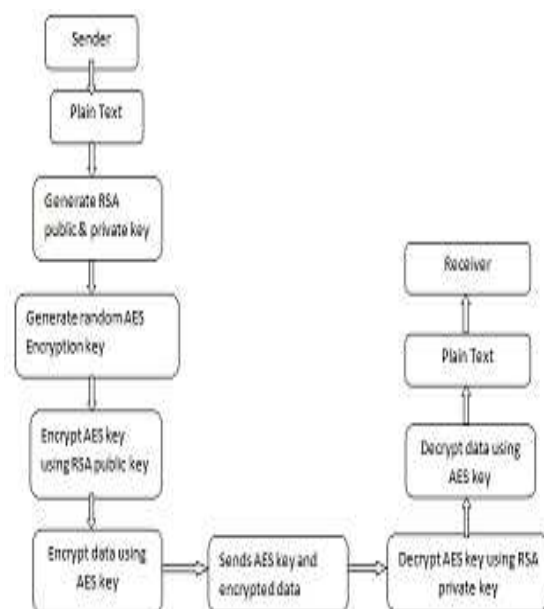 Sender
Plain Text
Generate RSA
public & private key
Generate random AES
Encryption key
Encrypt AES key
using RSA public key
Encrypt data using
AES key
Sends AES key and
encrypted data
Decrypt AES key using RSA
private key
Decrypt data using
AES key
Plain Text
Receiver